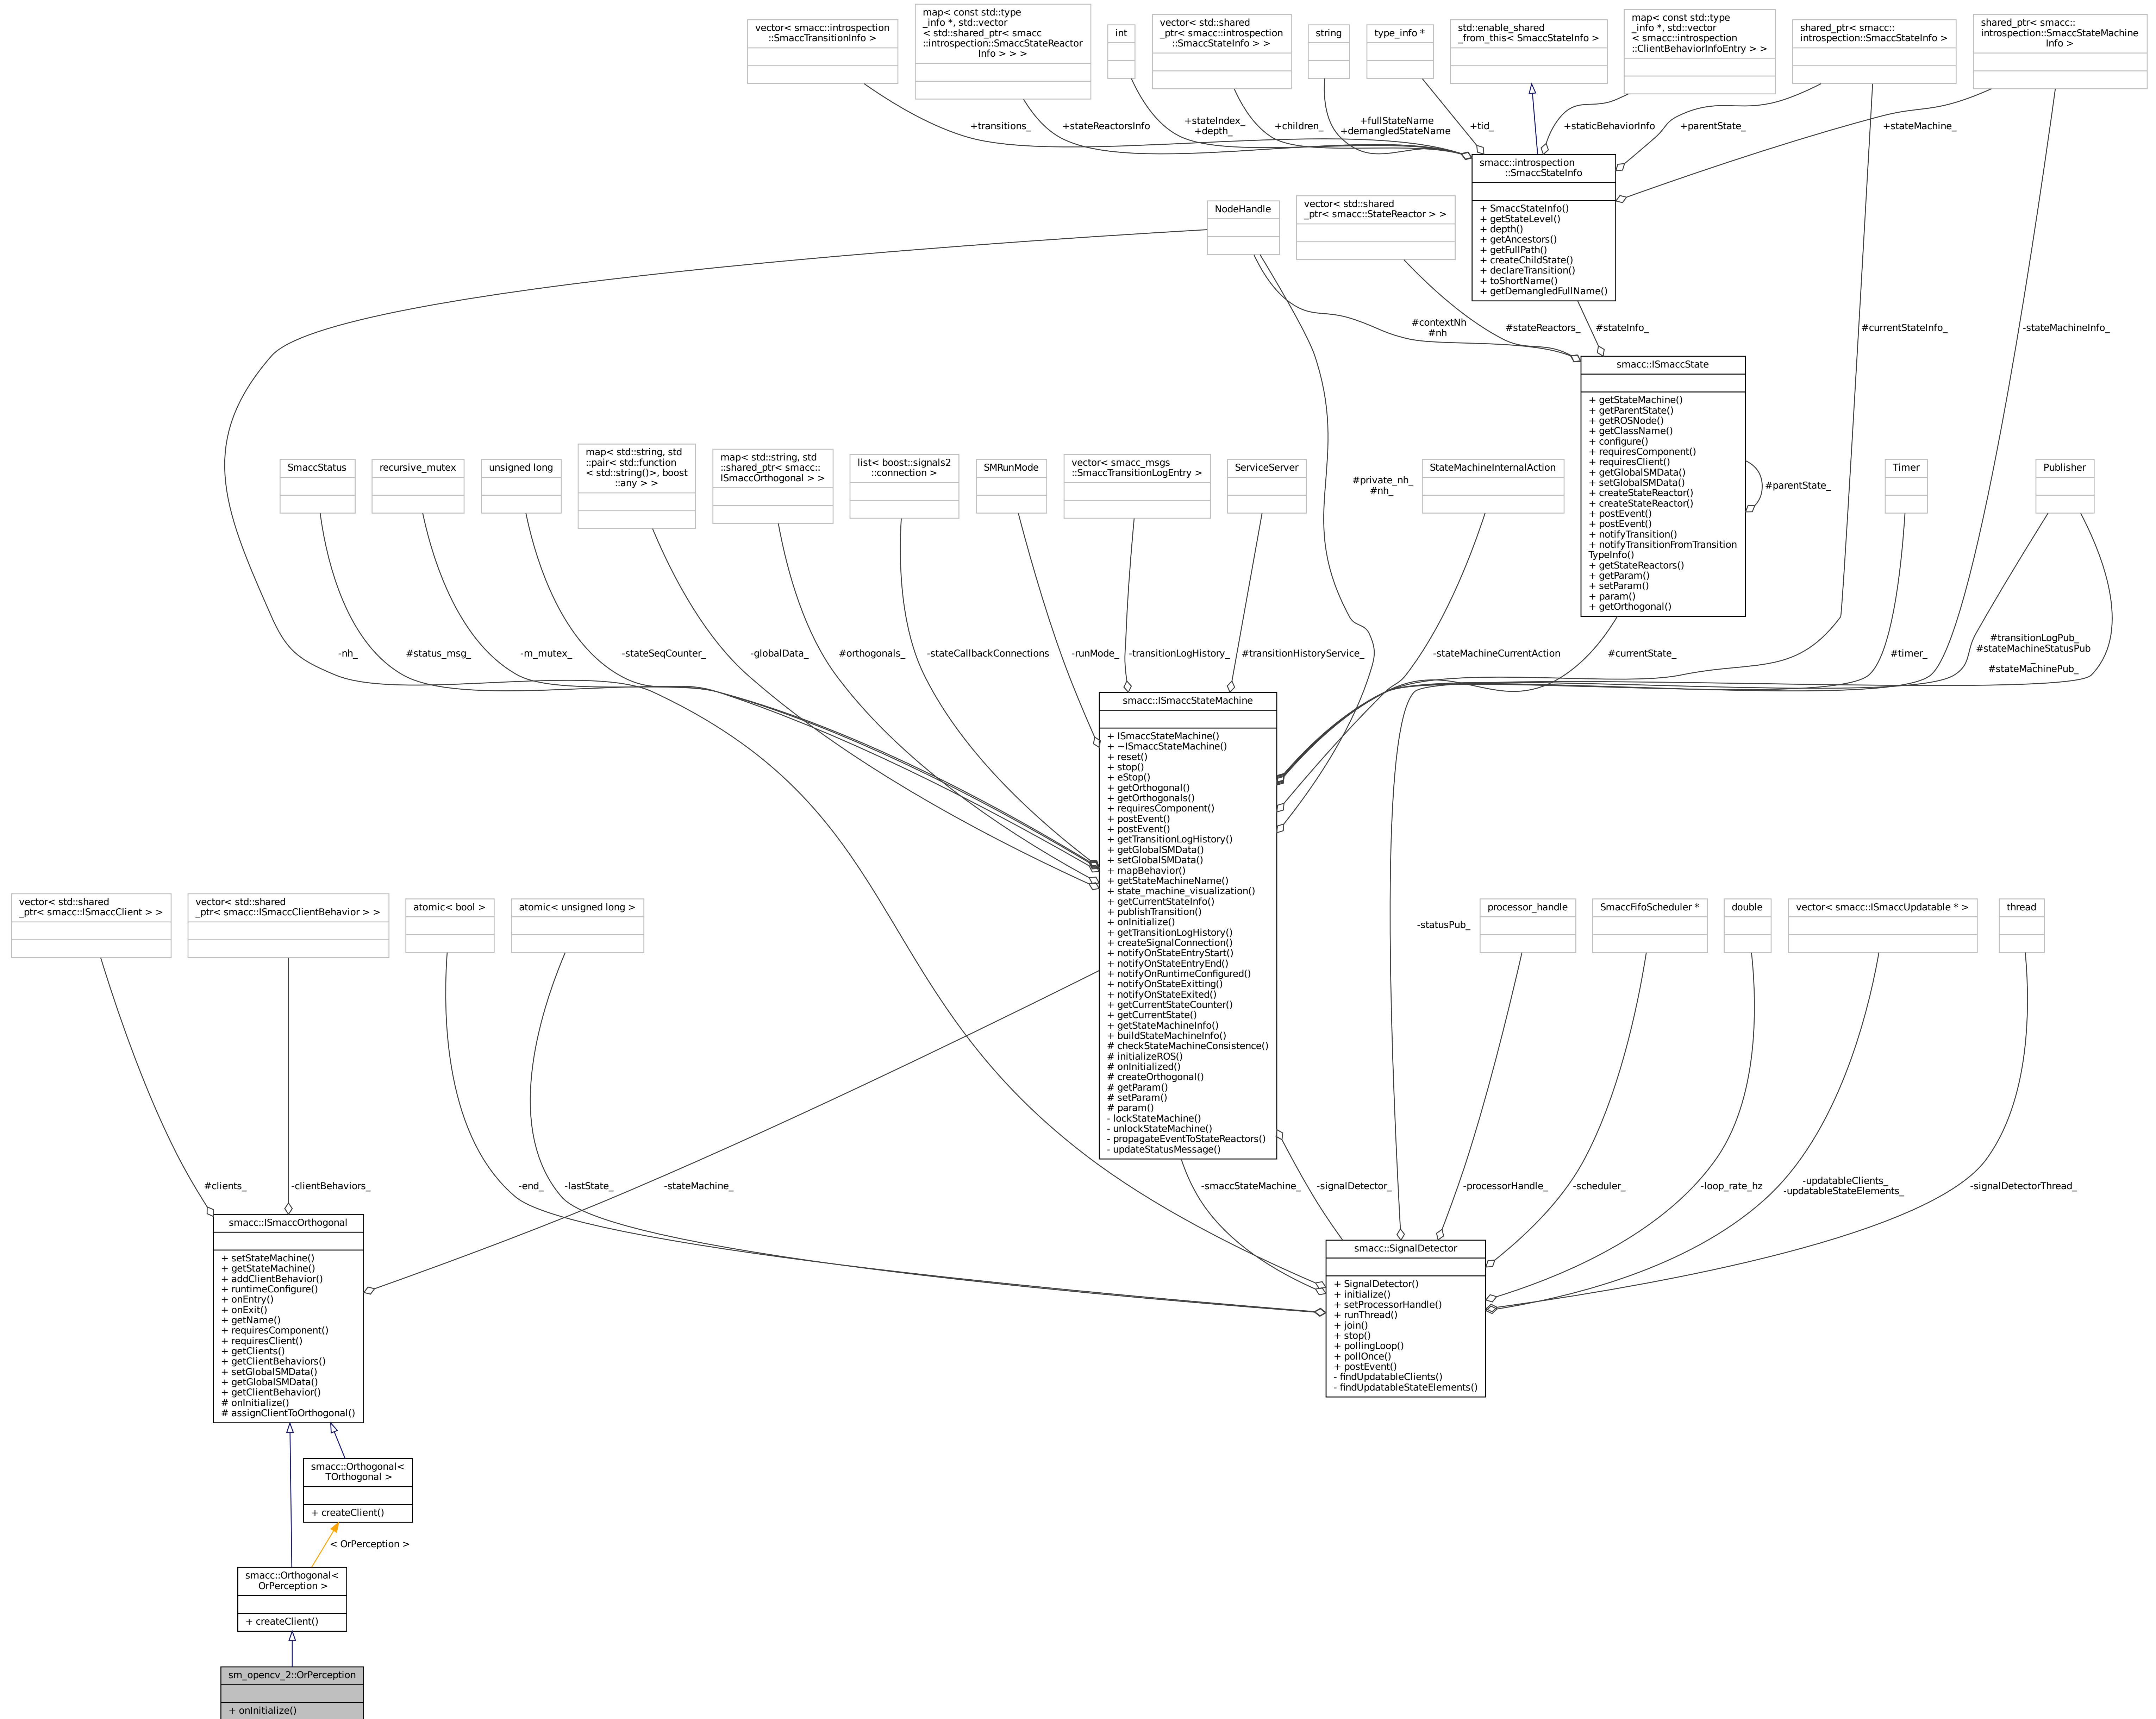 vector< smacc::introspection
::SmaccTransitionInfo >
map< const std::type
_info *, std::vector
< std::shared_ptr< smacc
::introspection::SmaccStateReactor
Info > > >
int
vector< std::shared
_ptr< smacc::introspection
::SmaccStateInfo > >
string
type_info *
std::enable_shared
_from_this< SmaccStateInfo >
map< const std::type
_info *, std::vector
< smacc::introspection
::ClientBehaviorInfoEntry > >
shared_ptr< smacc::
introspection::SmaccStateInfo >
shared_ptr< smacc::
introspection::SmaccStateMachine
Info >
+transitions_
+stateReactorsInfo
+stateIndex_
+depth_
+children_
+fullStateName
+demangledStateName
+tid_
+staticBehaviorInfo
+parentState_
+stateMachine_
smacc::introspection
::SmaccStateInfo
+ SmaccStateInfo()
+ getStateLevel()
+ depth()
+ getAncestors()
+ getFullPath()
+ createChildState()
+ declareTransition()
+ toShortName()
+ getDemangledFullName()
NodeHandle
vector< std::shared
_ptr< smacc::StateReactor > >
#contextNh
#nh
#stateReactors_
#stateInfo_
#currentStateInfo_
-stateMachineInfo_
smacc::ISmaccState
+ getStateMachine()
+ getParentState()
+ getROSNode()
+ getClassName()
+ configure()
+ requiresComponent()
+ requiresClient()
+ getGlobalSMData()
+ setGlobalSMData()
+ createStateReactor()
+ createStateReactor()
+ postEvent()
+ postEvent()
+ notifyTransition()
+ notifyTransitionFromTransition
TypeInfo()
+ getStateReactors()
+ getParam()
+ setParam()
+ param()
+ getOrthogonal()
#parentState_
SmaccStatus
recursive_mutex
unsigned long
map< std::string, std
::pair< std::function
< std::string()>, boost
::any > >
map< std::string, std
::shared_ptr< smacc::
ISmaccOrthogonal > >
list< boost::signals2
::connection >
SMRunMode
vector< smacc_msgs
::SmaccTransitionLogEntry >
ServiceServer
#private_nh_
#nh_
StateMachineInternalAction
Timer
Publisher
-nh_
#status_msg_
-m_mutex_
-stateSeqCounter_
-globalData_
#orthogonals_
-stateCallbackConnections
-runMode_
-transitionLogHistory_
#transitionHistoryService_
-stateMachineCurrentAction
#currentState_
#timer_
#transitionLogPub_
#stateMachineStatusPub
_
#stateMachinePub_
smacc::ISmaccStateMachine
+ ISmaccStateMachine()
+ ~ISmaccStateMachine()
+ reset()
+ stop()
+ eStop()
+ getOrthogonal()
+ getOrthogonals()
+ requiresComponent()
+ postEvent()
+ postEvent()
+ getTransitionLogHistory()
+ getGlobalSMData()
+ setGlobalSMData()
+ mapBehavior()
+ getStateMachineName()
+ state_machine_visualization()
+ getCurrentStateInfo()
+ publishTransition()
+ onInitialize()
+ getTransitionLogHistory()
+ createSignalConnection()
+ notifyOnStateEntryStart()
+ notifyOnStateEntryEnd()
+ notifyOnRuntimeConfigured()
+ notifyOnStateExitting()
+ notifyOnStateExited()
+ getCurrentStateCounter()
+ getCurrentState()
+ getStateMachineInfo()
+ buildStateMachineInfo()
# checkStateMachineConsistence()
# initializeROS()
# onInitialized()
# createOrthogonal()
# getParam()
# setParam()
# param()
- lockStateMachine()
- unlockStateMachine()
- propagateEventToStateReactors()
- updateStatusMessage()
vector< std::shared
_ptr< smacc::ISmaccClient > >
vector< std::shared
_ptr< smacc::ISmaccClientBehavior > >
atomic< bool >
atomic< unsigned long >
-statusPub_
processor_handle
SmaccFifoScheduler *
double
vector< smacc::ISmaccUpdatable * >
thread
#clients_
-clientBehaviors_
-end_
-lastState_
-stateMachine_
-smaccStateMachine_
-signalDetector_
-processorHandle_
-scheduler_
-loop_rate_hz
-updatableClients_
-updatableStateElements_
-signalDetectorThread_
smacc::ISmaccOrthogonal
+ setStateMachine()
+ getStateMachine()
+ addClientBehavior()
+ runtimeConfigure()
+ onEntry()
+ onExit()
+ getName()
+ requiresComponent()
+ requiresClient()
+ getClients()
+ getClientBehaviors()
+ setGlobalSMData()
+ getGlobalSMData()
+ getClientBehavior()
# onInitialize()
# assignClientToOrthogonal()
smacc::SignalDetector
+ SignalDetector()
+ initialize()
+ setProcessorHandle()
+ runThread()
+ join()
+ stop()
+ pollingLoop()
+ pollOnce()
+ postEvent()
- findUpdatableClients()
- findUpdatableStateElements()
smacc::Orthogonal<
TOrthogonal >
+ createClient()
< OrPerception >
smacc::Orthogonal<
OrPerception >
+ createClient()
sm_opencv_2::OrPerception
+ onInitialize()